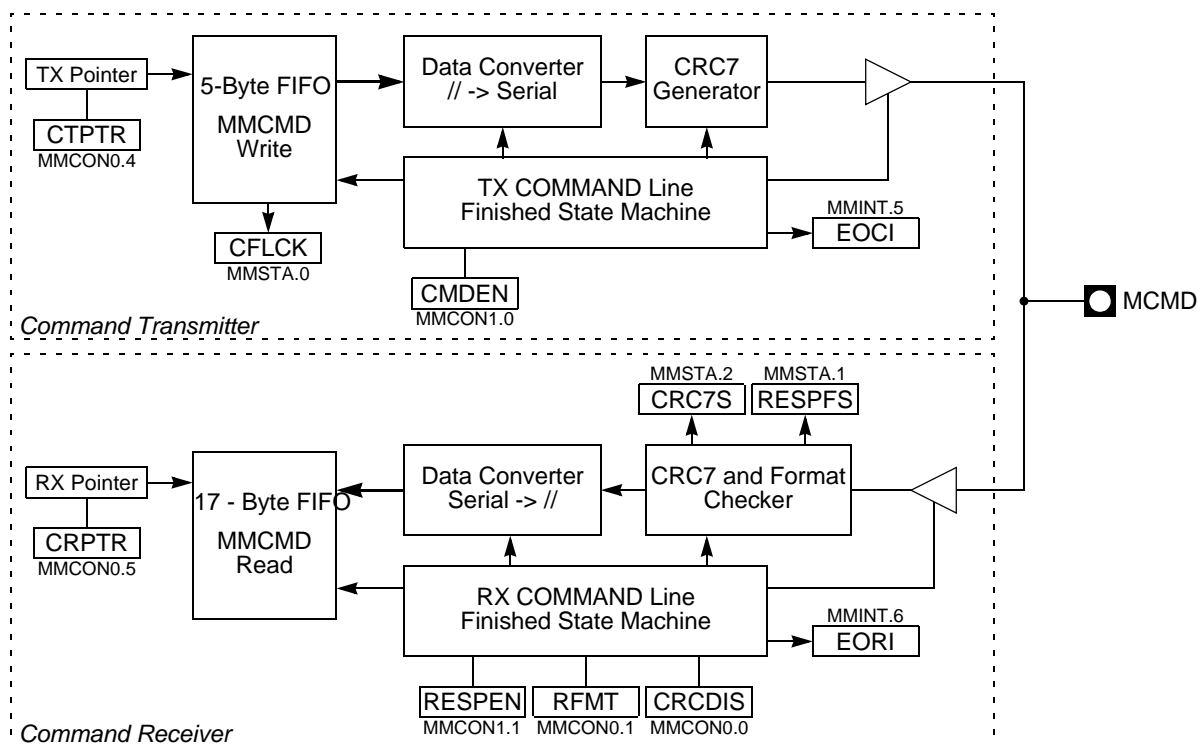 TX Pointer
CTPTR
MMCON0.4
5-Byte FIFO
MMCMD
Write
CFLCK
MMSTA.0
Data Converter
// -> Serial
CRC7
Generator
TX COMMAND Line
Finished State Machine
CMDEN
MMCON1.0
MMINT.5
EOCI
Command Transmitter
MCMD
RX Pointer
CRPTR
MMCON0.5
17 - Byte FIFO
MMCMD
Read
Data Converter
Serial -> //
MMSTA.2
CRC7S
MMSTA.1
RESPFS
CRC7 and Format
Checker
RX COMMAND Line
Finished State Machine
MMINT.6
EORI
RESPEN
MMCON1.1
RFMT
MMCON0.1
CRCDIS
MMCON0.0
Command Receiver